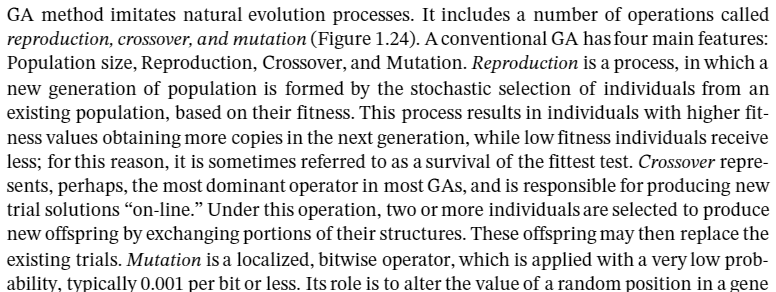 GA method imitates natural evolution processes. It includes a number of operations called
reproduction, crossover, and mutation (Figure 1.24). A conventional GA has four main features:
Population size, Reproduction, Crossover, and Mutation. Reproduction is a process, in which a
new generation of population is formed by the stochastic selection of individuals from an
existing population, based on their fitness. This process results in individuals with higher fit-
ness values obtaining more copies in the next generation, while low fitness individuals receive
less; for this reason, it is sometimes referred to as a survival of the fittest test. Crossover repre-
sents, perhaps, the most dominant operator in most GAs, and is responsible for producing new
trial solutions “on-line.” Under this operation, two or more individuals are selected to produce
new offspring by exchanging portions of their structures. These offspring may then replace the
existing trials. Mutation is a localized, bitwise operator, which is applied with a very low prob-
ability, typically 0.001 per bit or less. Its role is to alter the value of a random position in a gene